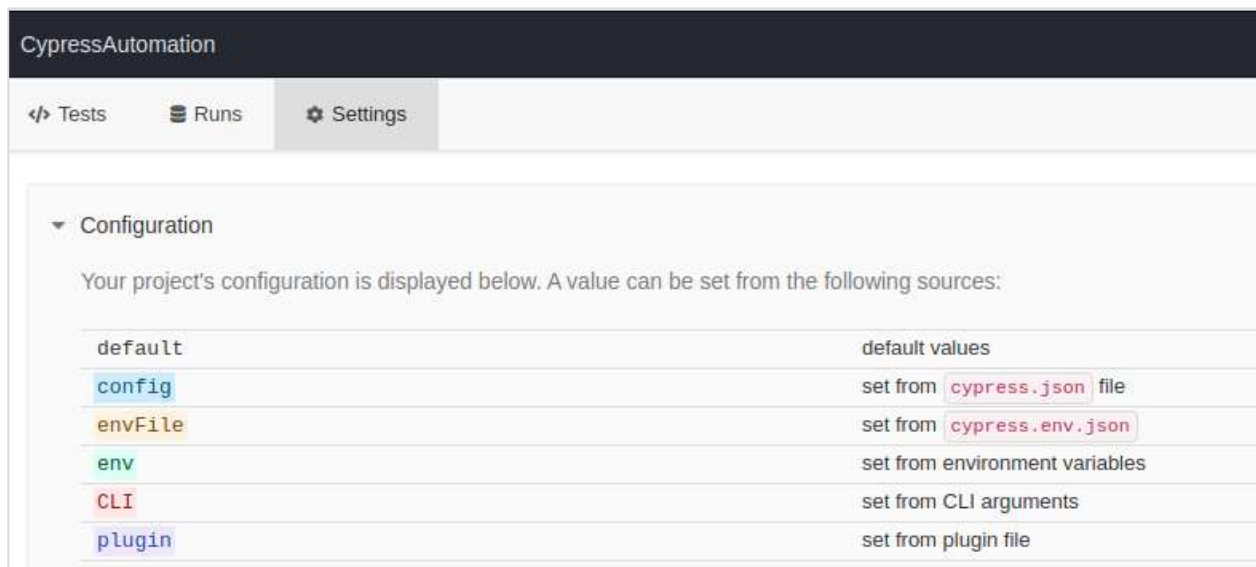 CypressAutomation
</> Tests Runs Settings
Configuration
Your project's configuration is displayed below. A value can be set from the following sources:
default default values
config set from cypress.json file
envFile set from cypress.env.json
env set from environment variables
CLI set from CLI arguments
plugin set from plugin file